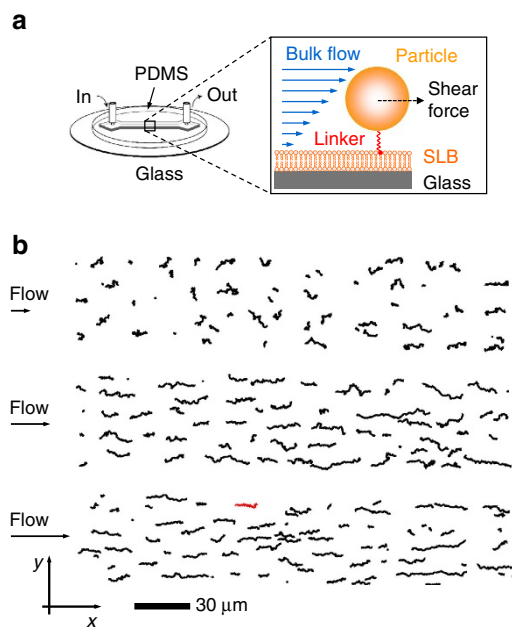 a
PDMS
In
Out
Glass
Bulk flow
Particle
Shear
force
Linker
SLB
Glass
b
Flow
Flow
Flow
y
x
30 μm